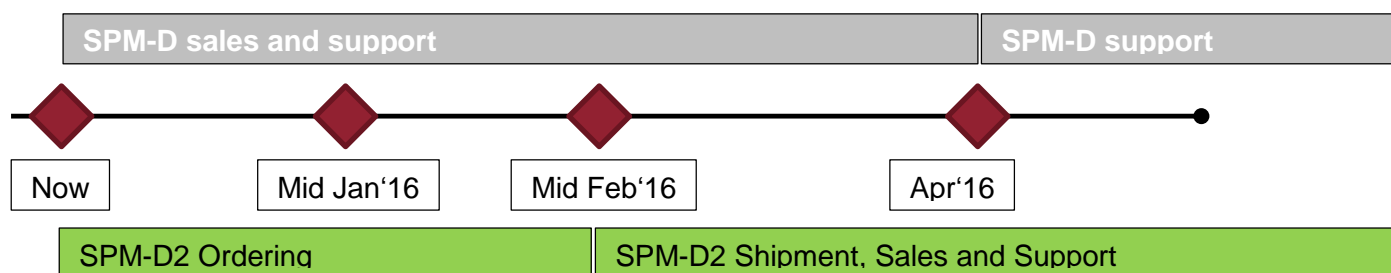 SPM-D sales and support
SPM-D support
Now
Mid Jan‘16
Mid Feb‘16
Apr‘16
SPM-D2 Ordering
SPM-D2 Shipment, Sales and Support